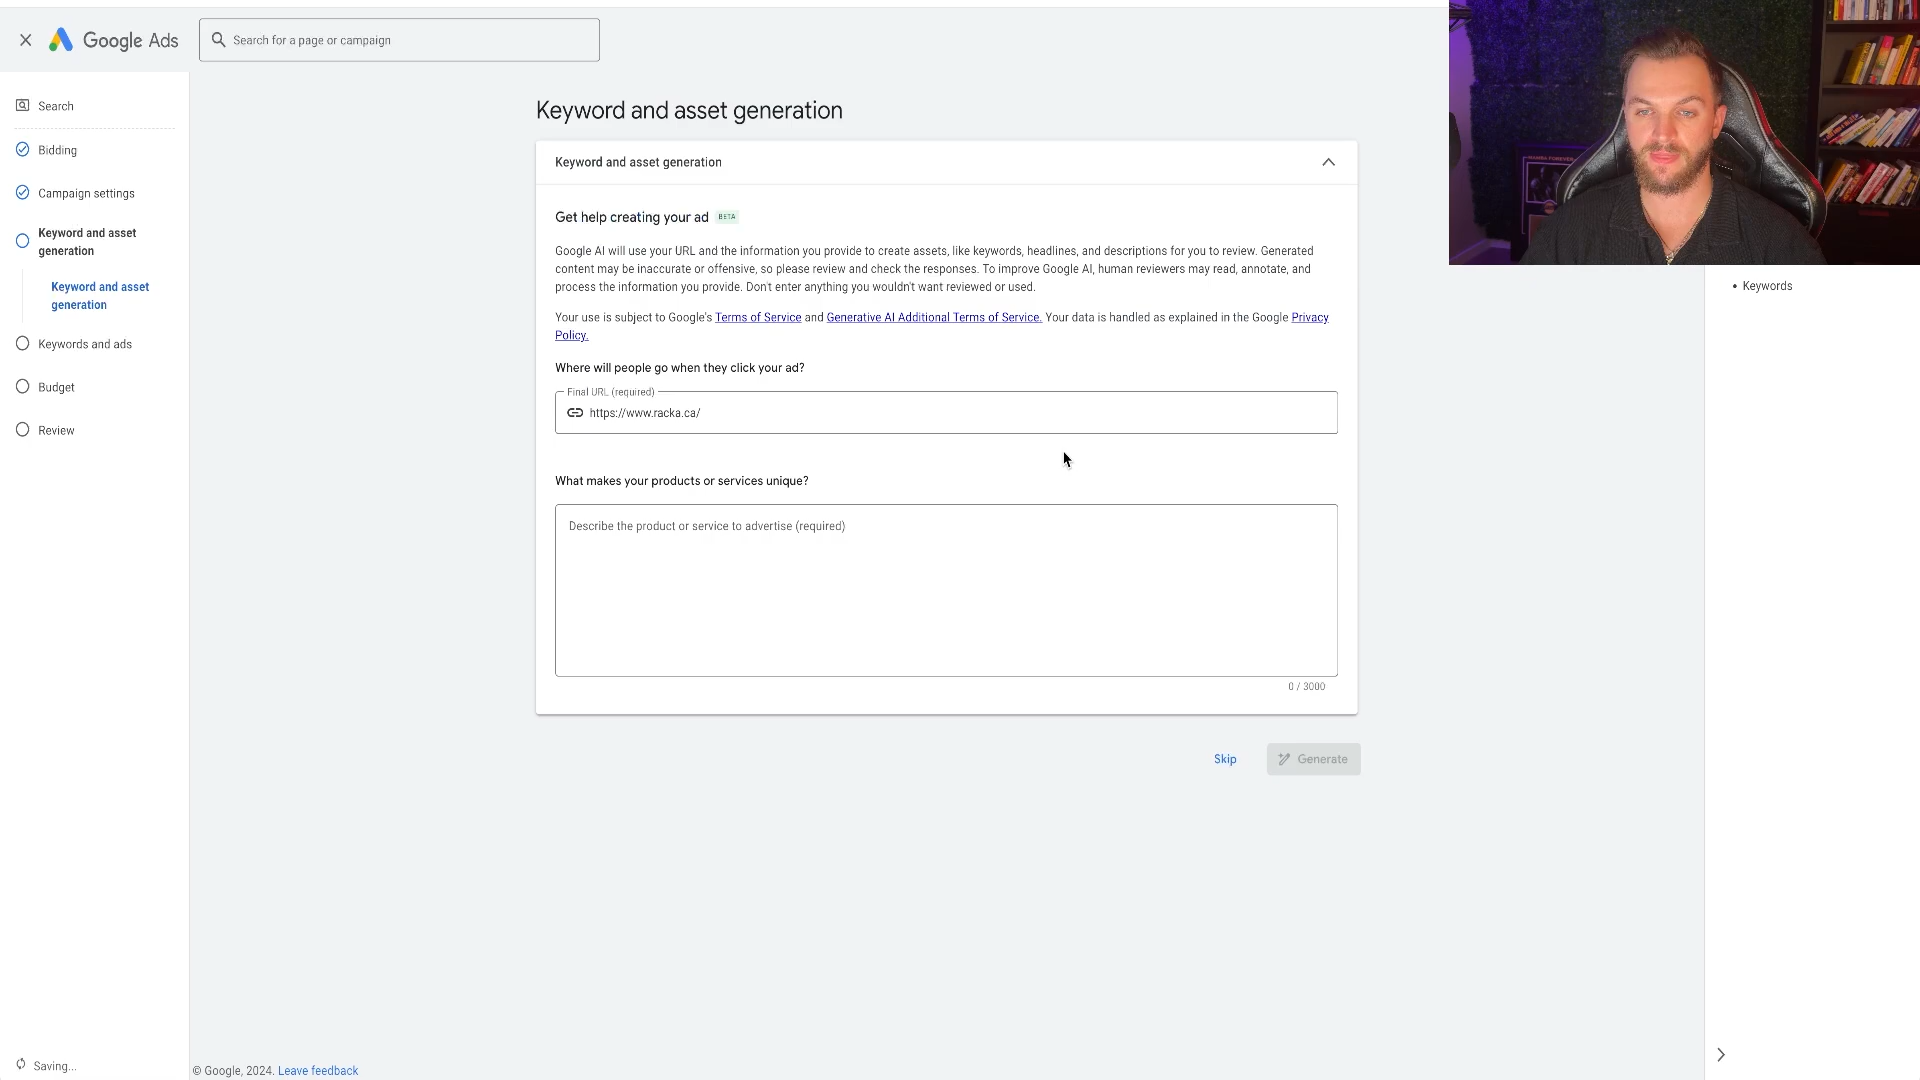 Google Ads
Search for a page or campaign
Search
Bidding
Campaign settings
Keyword and asset
generation
Keyword and asset
generation
Keywords and ads
Budget
Review
Saving...
Keyword and asset generation
Keyword and asset generation
Get help creating your ad BETA
Google AI will use your URL and the information you provide to create assets, like keywords, headlines, and descriptions for you to review. Generated
content may be inaccurate or offensive, so please review and check the responses. To improve Google AI, human reviewers may read, annotate, and
process the information you provide. Don't enter anything you wouldn't want reviewed or used.
Your use is subject to Google's Terms of Service and Generative AI Additional Terms of Service. Your data is handled as explained in the Google Privacy
Policy.
Where will people go when they click your ad?
Final URL (required)
https://www.racka.ca/
What makes your products or services unique?
Describe the product or service to advertise (required)
0 / 3000
Skip
Generate
© Google, 2024. Leave feedback
MAMBA FOREVER
• Keywords